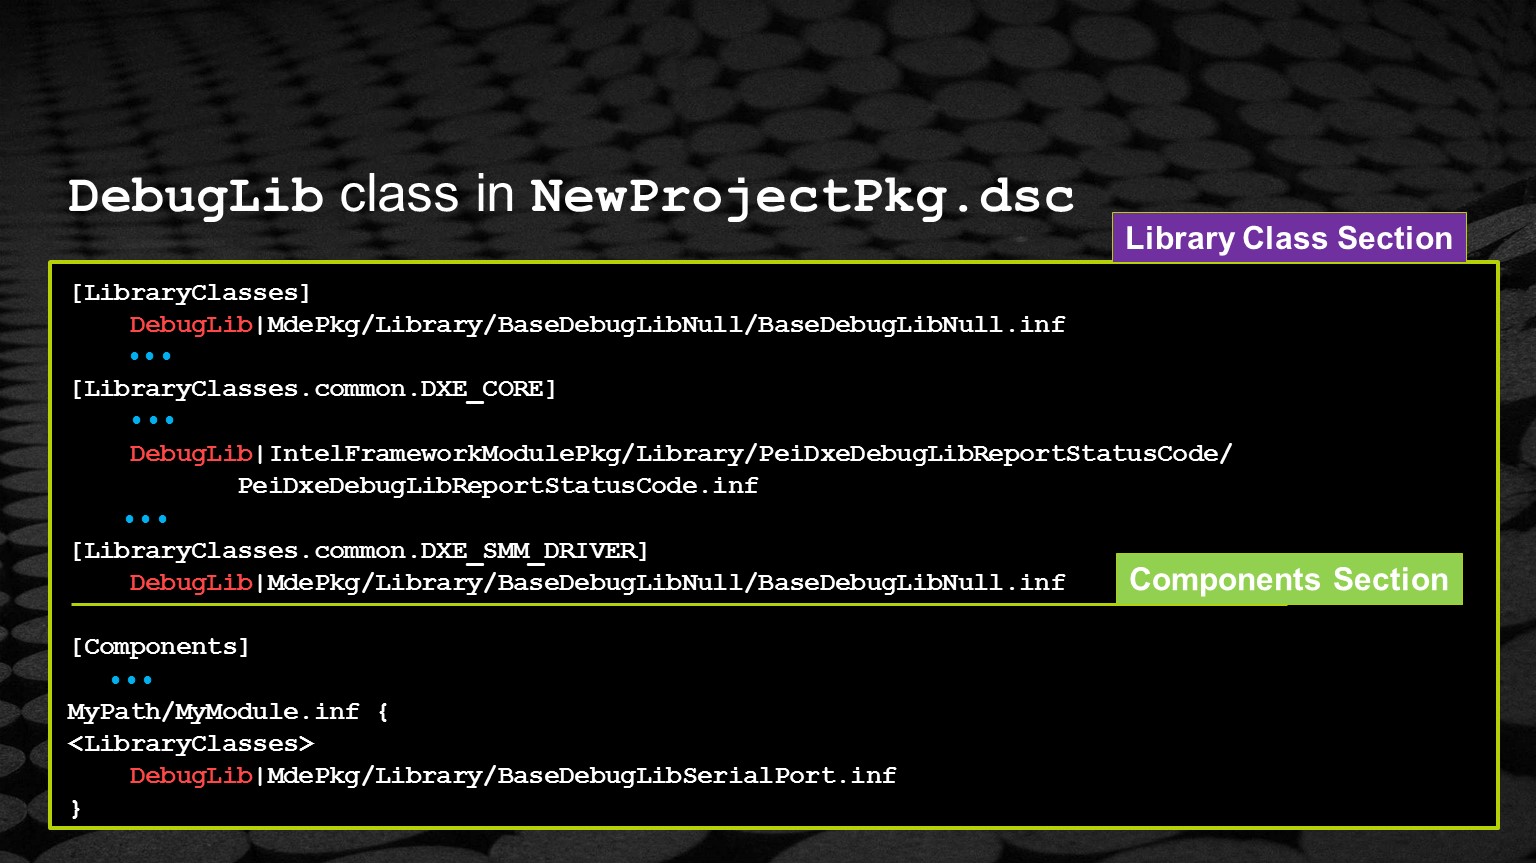 DebugLib class in NewProjectPkg.dsc
Library Class Section
[LibraryClasses]
DebugLib|MdePkg/Library/BaseDebugLibNull/BaseDebugLibNull.inf
•••
[LibraryClasses.common.DXE_CORE]
•••
DebugLib|IntelFrameworkModulePkg/Library/PeiDxeDebugLibReportStatusCode/
PeiDxeDebugLibReportStatusCode.inf
•••
[LibraryClasses.common.DXE_SMM_DRIVER]
DebugLib|MdePkg/Library/BaseDebugLibNull/BaseDebugLibNull.inf
Components Section
[Components]
•••
MyPath/MyModule.inf {
<LibraryClasses>
DebugLib|MdePkg/Library/BaseDebugLibSerialPort.inf
}